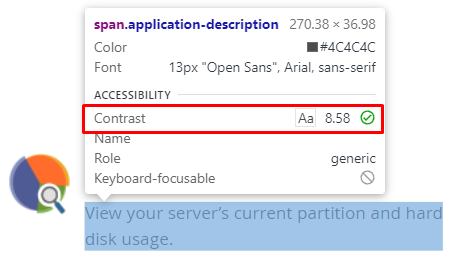 span.application-description 270.38 × 36.98
Color #4C4C4C
Font 13px "Open Sans", Arial, sans-serif
ACCESSIBILITY
Contrast Aa 8.58
Name
Role generic
Keyboard-focusable
View your server’s current partition and hard
disk usage.